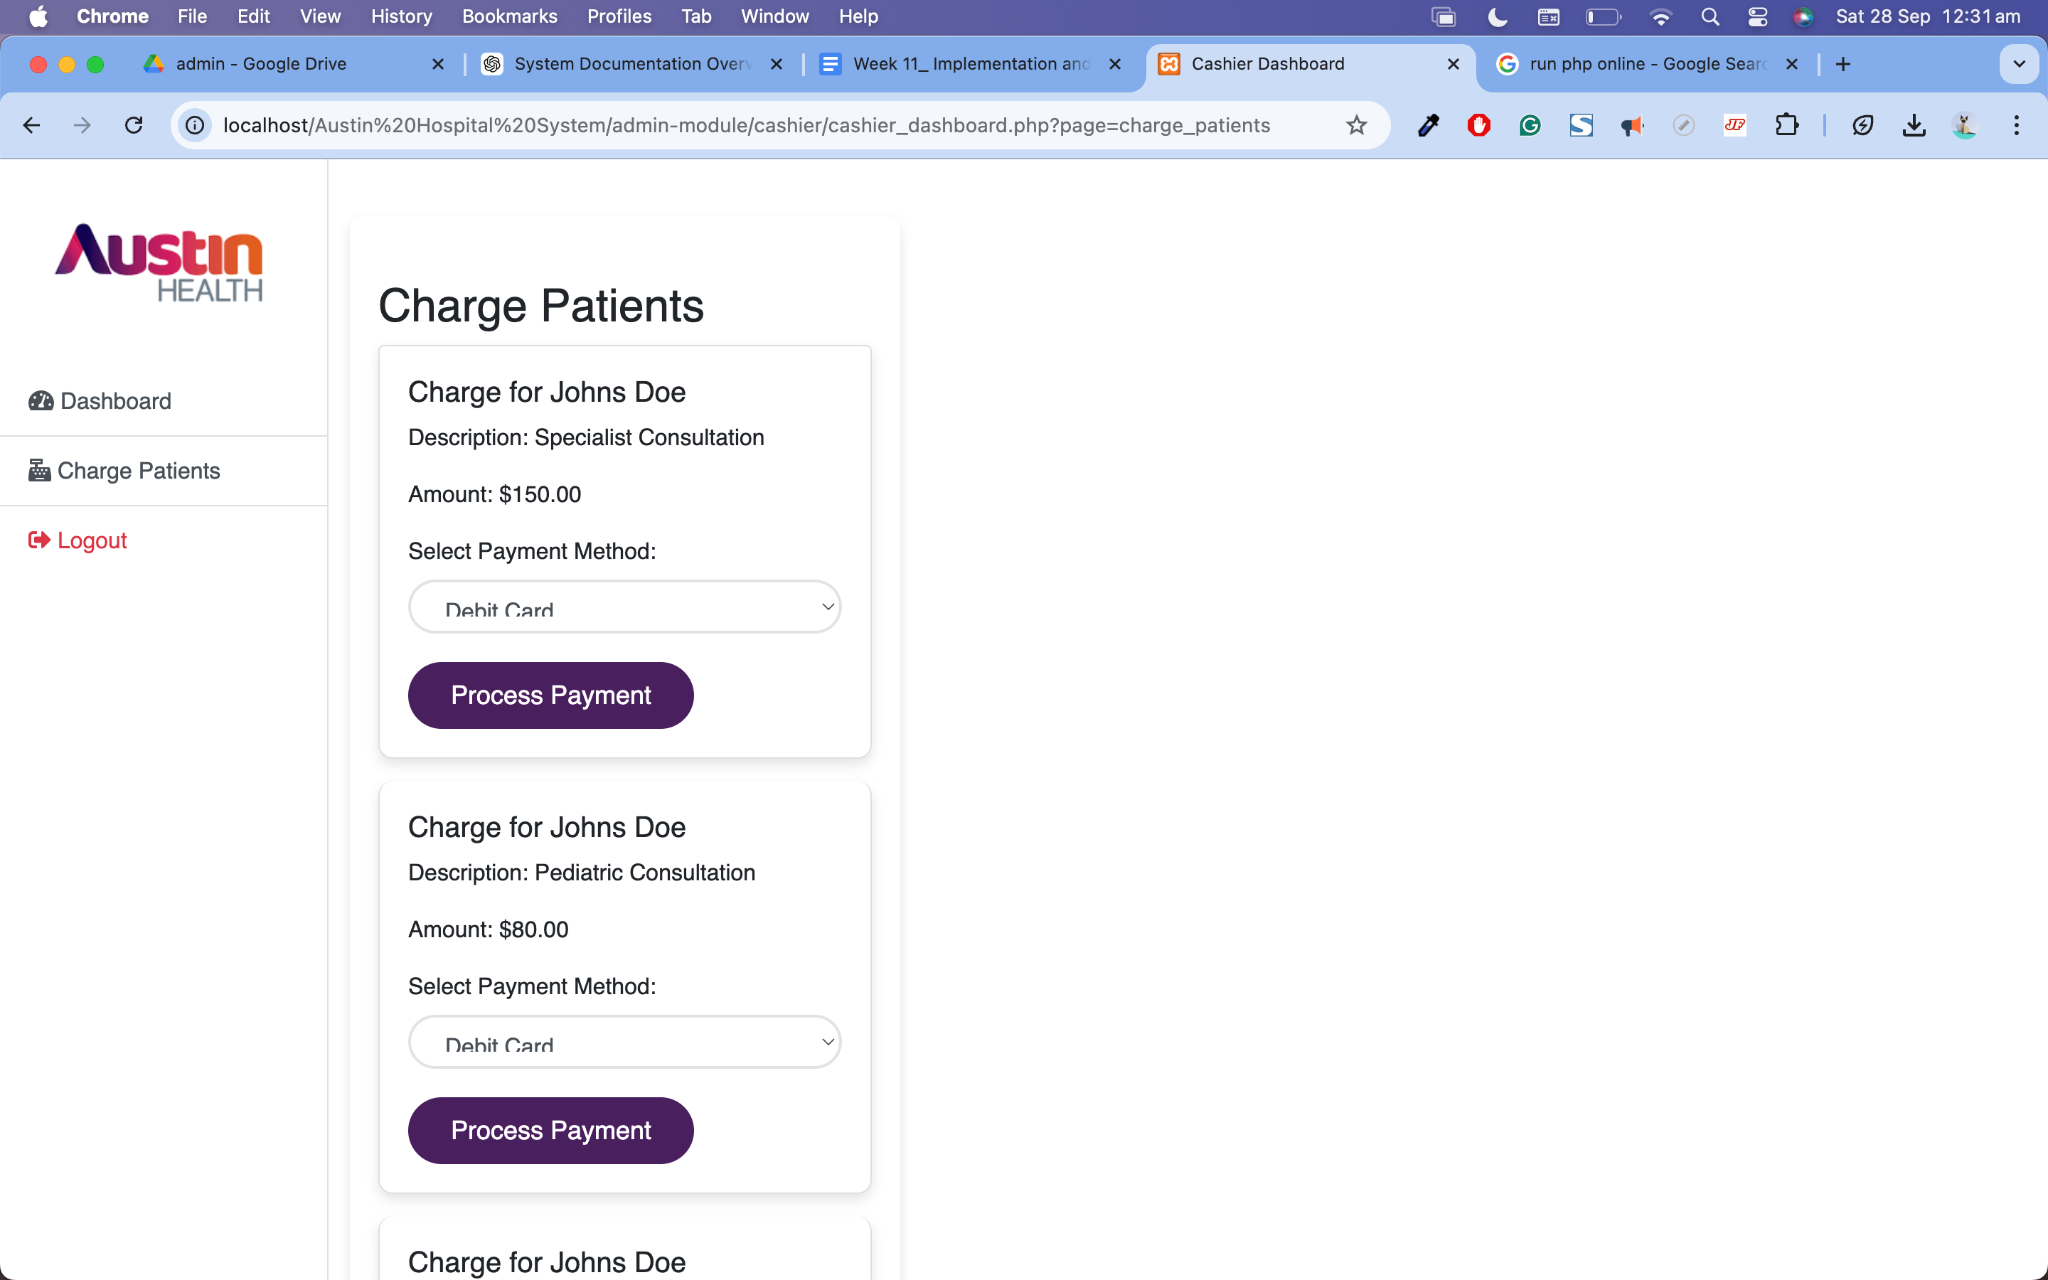 Chrome File Edit View History Bookmarks Profiles Tab Window Help Sat 28 Sep 12:31 am
admin - Google Drive System Documentation Over Week 11_ Implementation and Cashier Dashboard run php online - Google Sear
localhost/Austin%20Hospital%20System/admin-module/cashier/cashier_dashboard.php?page=charge_patients
Austin
HEALTH
Dashboard
Charge Patients
Logout
Charge Patients
Charge for Johns Doe
Description: Specialist Consultation
Amount: $150.00
Select Payment Method:
Debit Card
Process Payment
Charge for Johns Doe
Description: Pediatric Consultation
Amount: $80.00
Select Payment Method:
Debit Card
Process Payment
Charge for Johns Doe